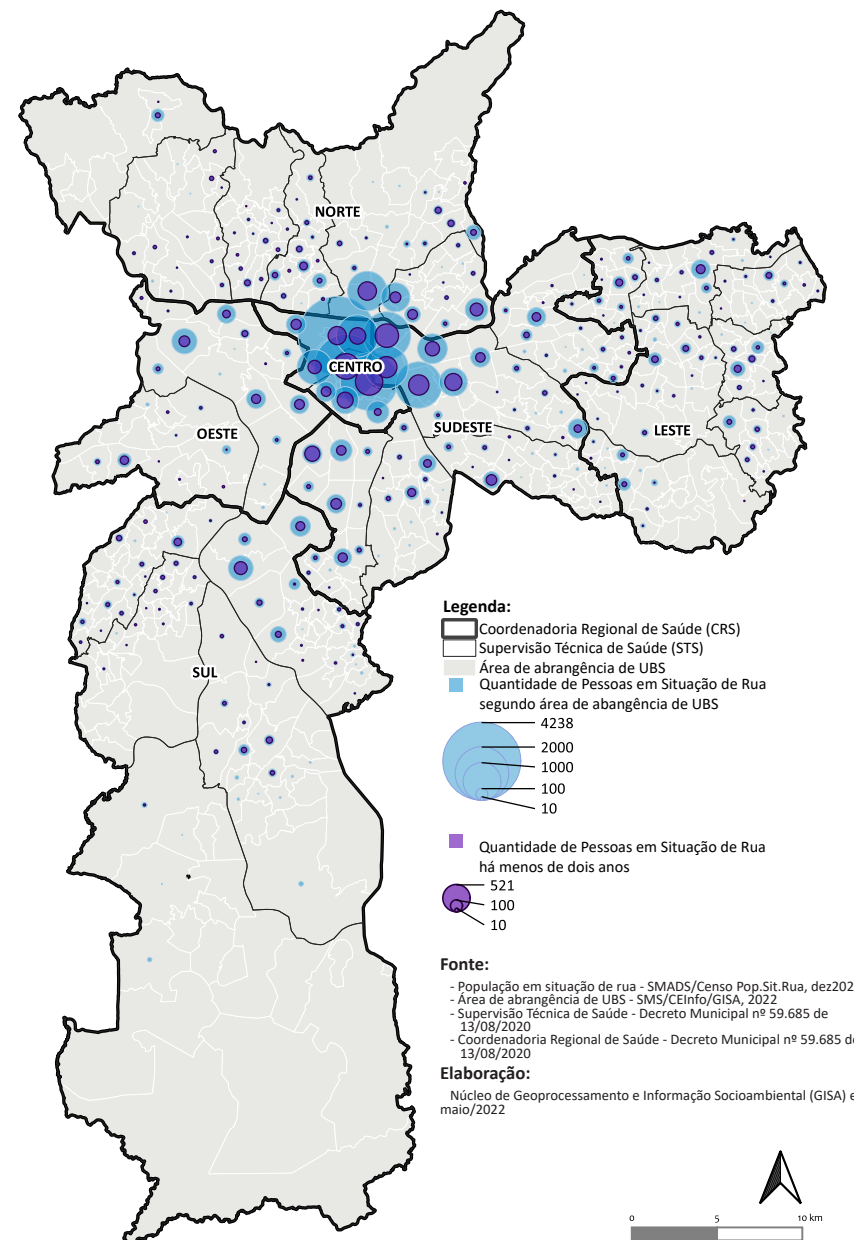 NORTE
CENTRO
OESTE
SUDESTE
LESTE
SUL
Legenda:
Coordenadoria Regional de Saúde (CRS)
Supervisão Técnica de Saúde (STS)
Área de abrangência de UBS
Quantidade de Pessoas em Situação de Rua
segundo área de abangência de UBS
4238
2000
1000
100
10
Quantidade de Pessoas em Situação de Rua
há menos de dois anos
521
100
10
Fonte:
- População em situação de rua - SMADS/Censo Pop.Sit.Rua, dez202
- Área de abrangência de UBS - SMS/CEInfo/GISA, 2022
- Supervisão Técnica de Saúde - Decreto Municipal nº 59.685 de
13/08/2020
- Coordenadoria Regional de Saúde - Decreto Municipal nº 59.685 de
13/08/2020
Elaboração:
Núcleo de Geoprocessamento e Informação Socioambiental (GISA) e
maio/2022
0 5 10 km